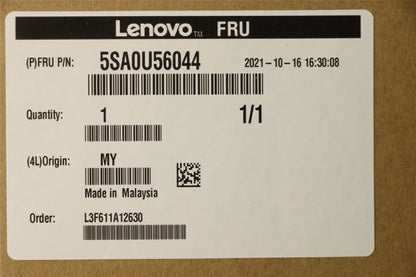 Lenovo™ FRU
(P)FRU P/N: 5SA0U56044 2021-10-16 16:30:08
Quantity: 1 1/1
(4L)Origin: MY
Made in Malaysia
Order: L3F611A12630